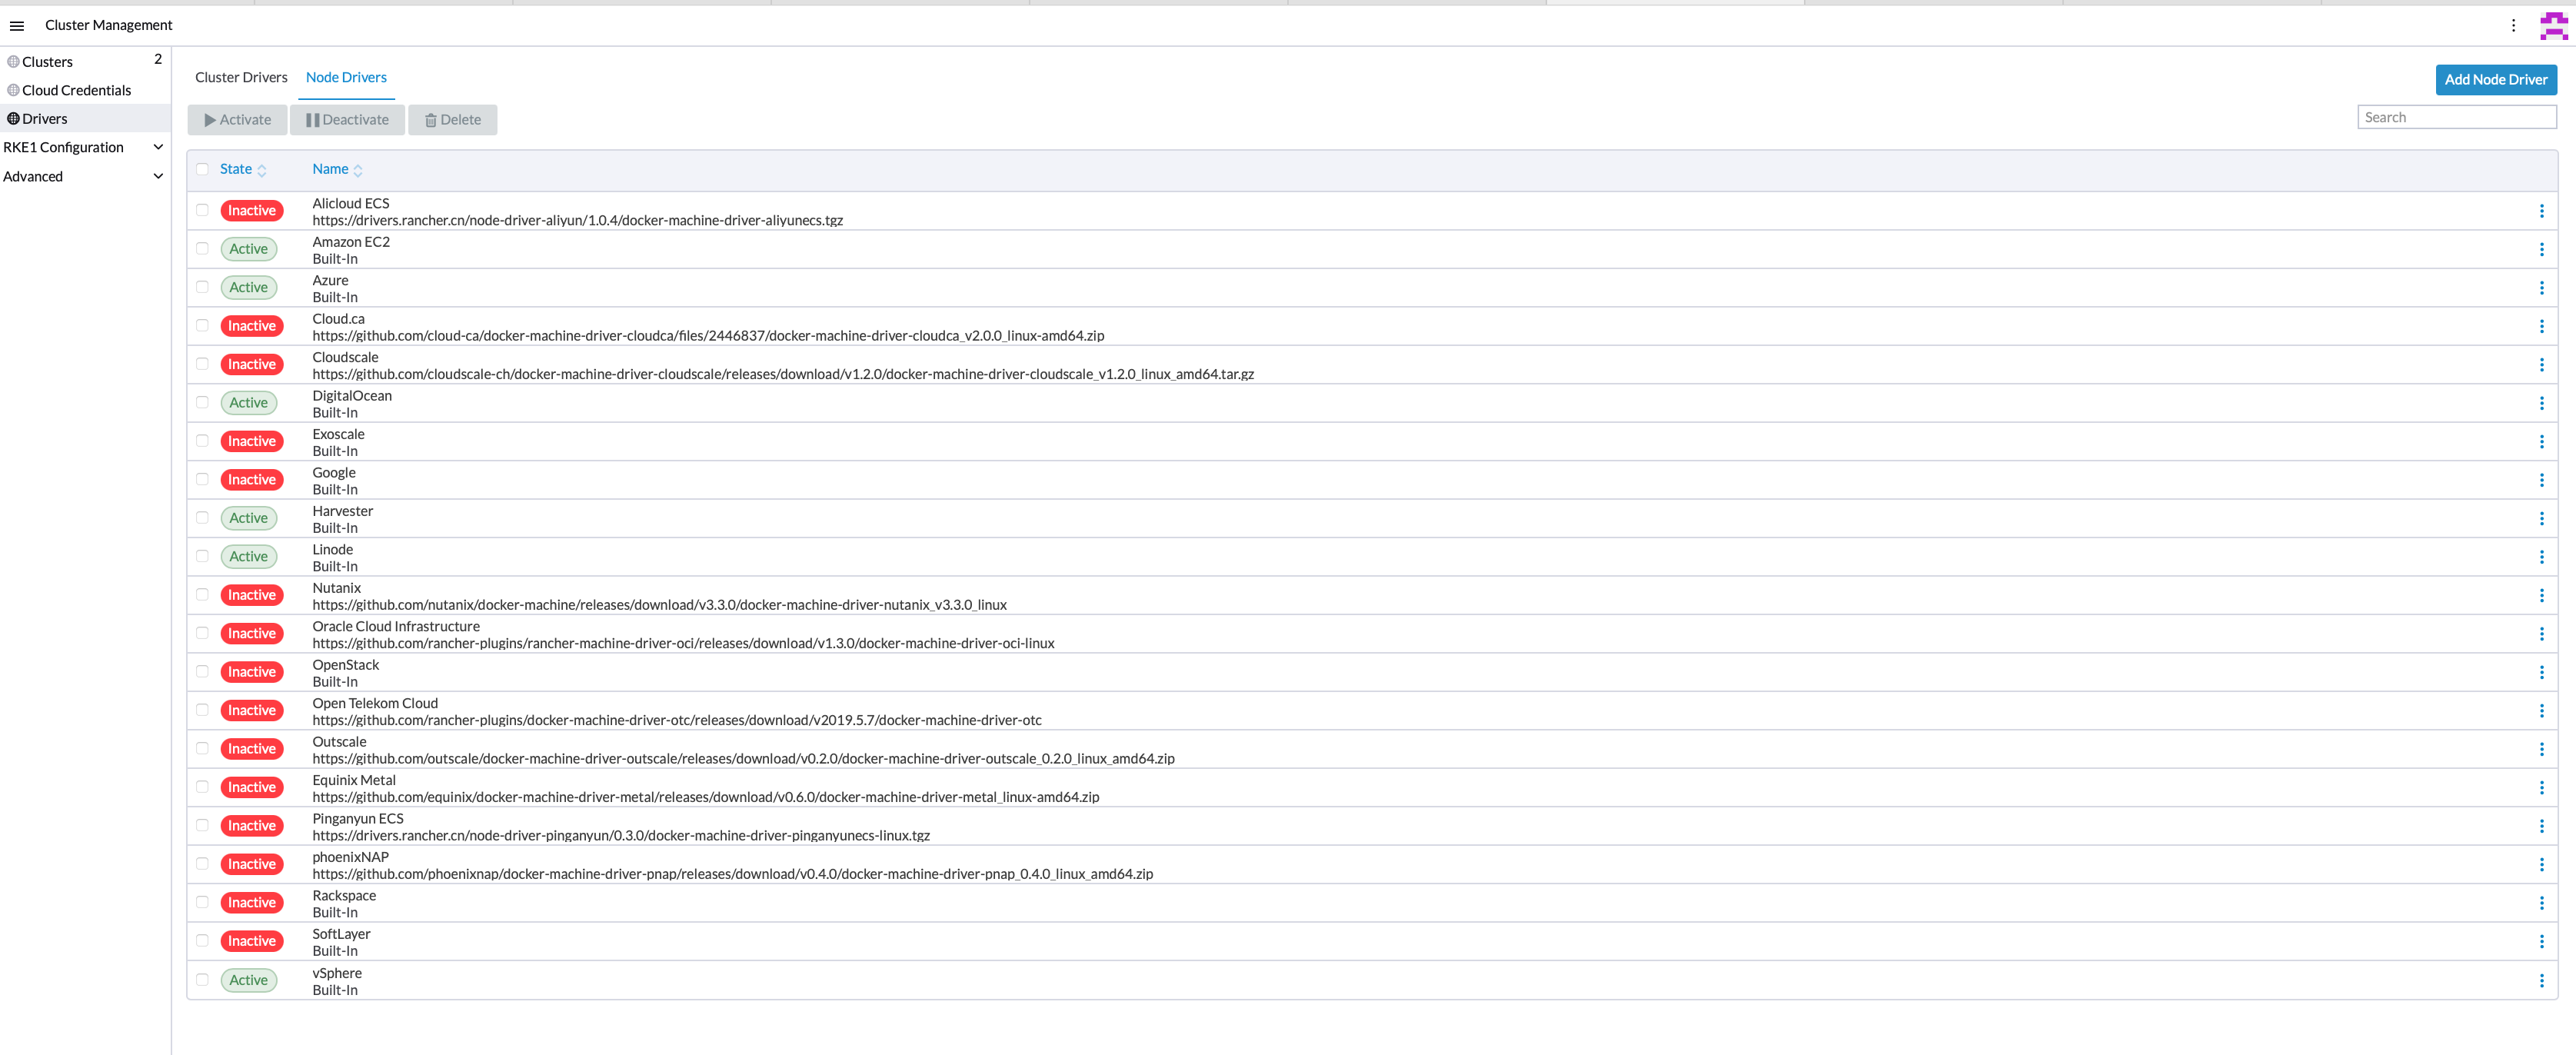 Cluster Management
Clusters 2
Cloud Credentials
Drivers
RKE1 Configuration
Advanced
Cluster Drivers Node Drivers
Add Node Driver
Activate Deactivate Delete
Search
State Name
Inactive Alicloud ECS
https://drivers.rancher.cn/node-driver-aliyun/1.0.4/docker-machine-driver-aliyunecs.tgz
Active Amazon EC2
Built-In
Active Azure
Built-In
Inactive Cloud.ca
https://github.com/cloud-ca/docker-machine-driver-cloudca/files/2446837/docker-machine-driver-cloudca_v2.0.0_linux-amd64.zip
Inactive Cloudscale
https://github.com/cloudscale-ch/docker-machine-driver-cloudscale/releases/download/v1.2.0/docker-machine-driver-cloudscale_v1.2.0_linux_amd64.tar.gz
Active DigitalOcean
Built-In
Inactive Exoscale
Built-In
Inactive Google
Built-In
Active Harvester
Built-In
Active Linode
Built-In
Inactive Nutanix
https://github.com/nutanix/docker-machine/releases/download/v3.3.0/docker-machine-driver-nutanix_v3.3.0_linux
Inactive Oracle Cloud Infrastructure
https://github.com/rancher-plugins/rancher-machine-driver-oci/releases/download/v1.3.0/docker-machine-driver-oci-linux
Inactive OpenStack
Built-In
Inactive Open Telekom Cloud
https://github.com/rancher-plugins/docker-machine-driver-otc/releases/download/v2019.5.7/docker-machine-driver-otc
Inactive Outscale
https://github.com/outscale/docker-machine-driver-outscale/releases/download/v0.2.0/docker-machine-driver-outscale_0.2.0_linux_amd64.zip
Inactive Equinix Metal
https://github.com/equinix/docker-machine-driver-metal/releases/download/v0.6.0/docker-machine-driver-metal_linux-amd64.zip
Inactive Pinganyun ECS
https://drivers.rancher.cn/node-driver-pinganyun/0.3.0/docker-machine-driver-pinganyunecs-linux.tgz
Inactive phoenixNAP
https://github.com/phoenixnap/docker-machine-driver-pnap/releases/download/v0.4.0/docker-machine-driver-pnap_0.4.0_linux_amd64.zip
Inactive Rackspace
Built-In
Inactive SoftLayer
Built-In
Active vSphere
Built-In